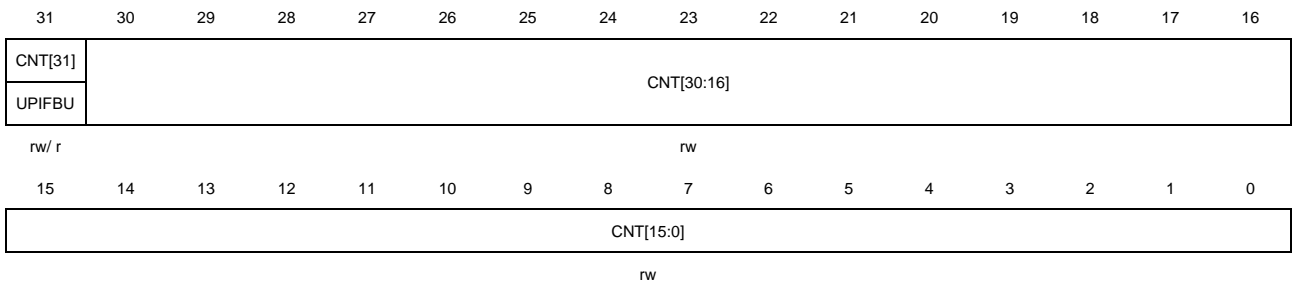 31 30 29 28 27 26 25 24 23 22 21 20 19 18 17 16
CNT[31]
CNT[30:16]
UPIFBU
rw/ r rw
15 14 13 12 11 10 9 8 7 6 5 4 3 2 1 0
CNT[15:0]
rw